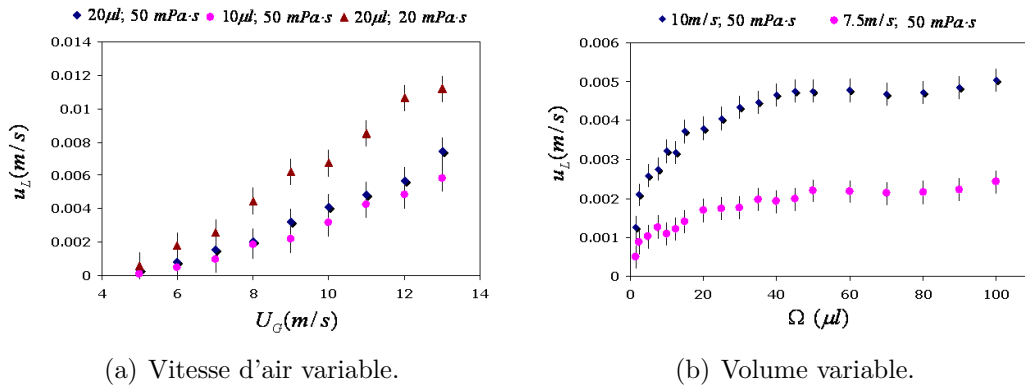 20μl; 50 mPa·s 10μl; 50 mPa·s 20μl; 20 mPa·s
0.014
0.012
0.01
0.008
0.006
0.004
0.002
0
u_L (m/s)
4 6 8 10 12 14
U_G (m/s)
(a) Vitesse d'air variable.
10m/s; 50 mPa·s 7.5m/s; 50 mPa·s
0.006
0.005
0.004
0.003
0.002
0.001
0
u_L (m/s)
0 20 40 60 80 100
Ω (μl)
(b) Volume variable.